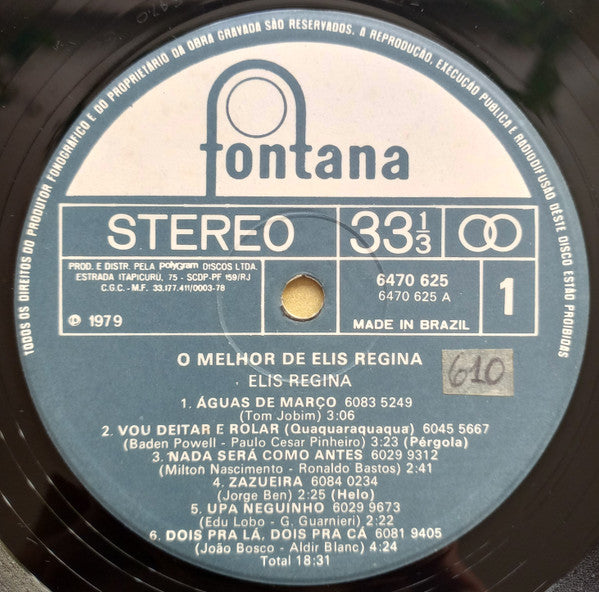 TODOS OS DIREITOS DO PRODUTOR FONOGRÁFICO E DO PROPRIETÁRIO DA OBRA GRAVADA SÃO RESERVADOS. A REPRODUÇÃO, EXECUÇÃO PUBLICA E RADIODIFUSÃO DÊSTE DISCO ESTÃO PROIBIDAS
fontana
STEREO
33 1/3
PROD. E DISTR. PELA polyGram DISCOS LTDA.
ESTRADA ITAPICURU, 75 - SCDP-PF 159/RJ
C.G.C.-M.F. 33.177.411/0003-78
℗ 1979
6470 625
6470 625 A
1
MADE IN BRAZIL
O MELHOR DE ELIS REGINA
ELIS REGINA
610
1. ÁGUAS DE MARÇO 6083 5249
(Tom Jobim) 3:06
2. VOU DEITAR E ROLAR (Quaquaraquaqua) 6045 5667
(Baden Powell - Paulo Cesar Pinheiro) 3:23 (Pérgola)
3. NADA SERÁ COMO ANTES 6029 9312
(Milton Nascimento - Ronaldo Bastos) 2:41
4. ZAZUEIRA 6084 0234
(Jorge Ben) 2:25 (Helo)
5. UPA NEGUINHO 6029 9673
(Edu Lobo - G. Guarnieri) 2:22
6. DOIS PRA LÁ, DOIS PRA CÁ 6081 9405
(João Bosco - Aldir Blanc) 4:24
Total 18:31